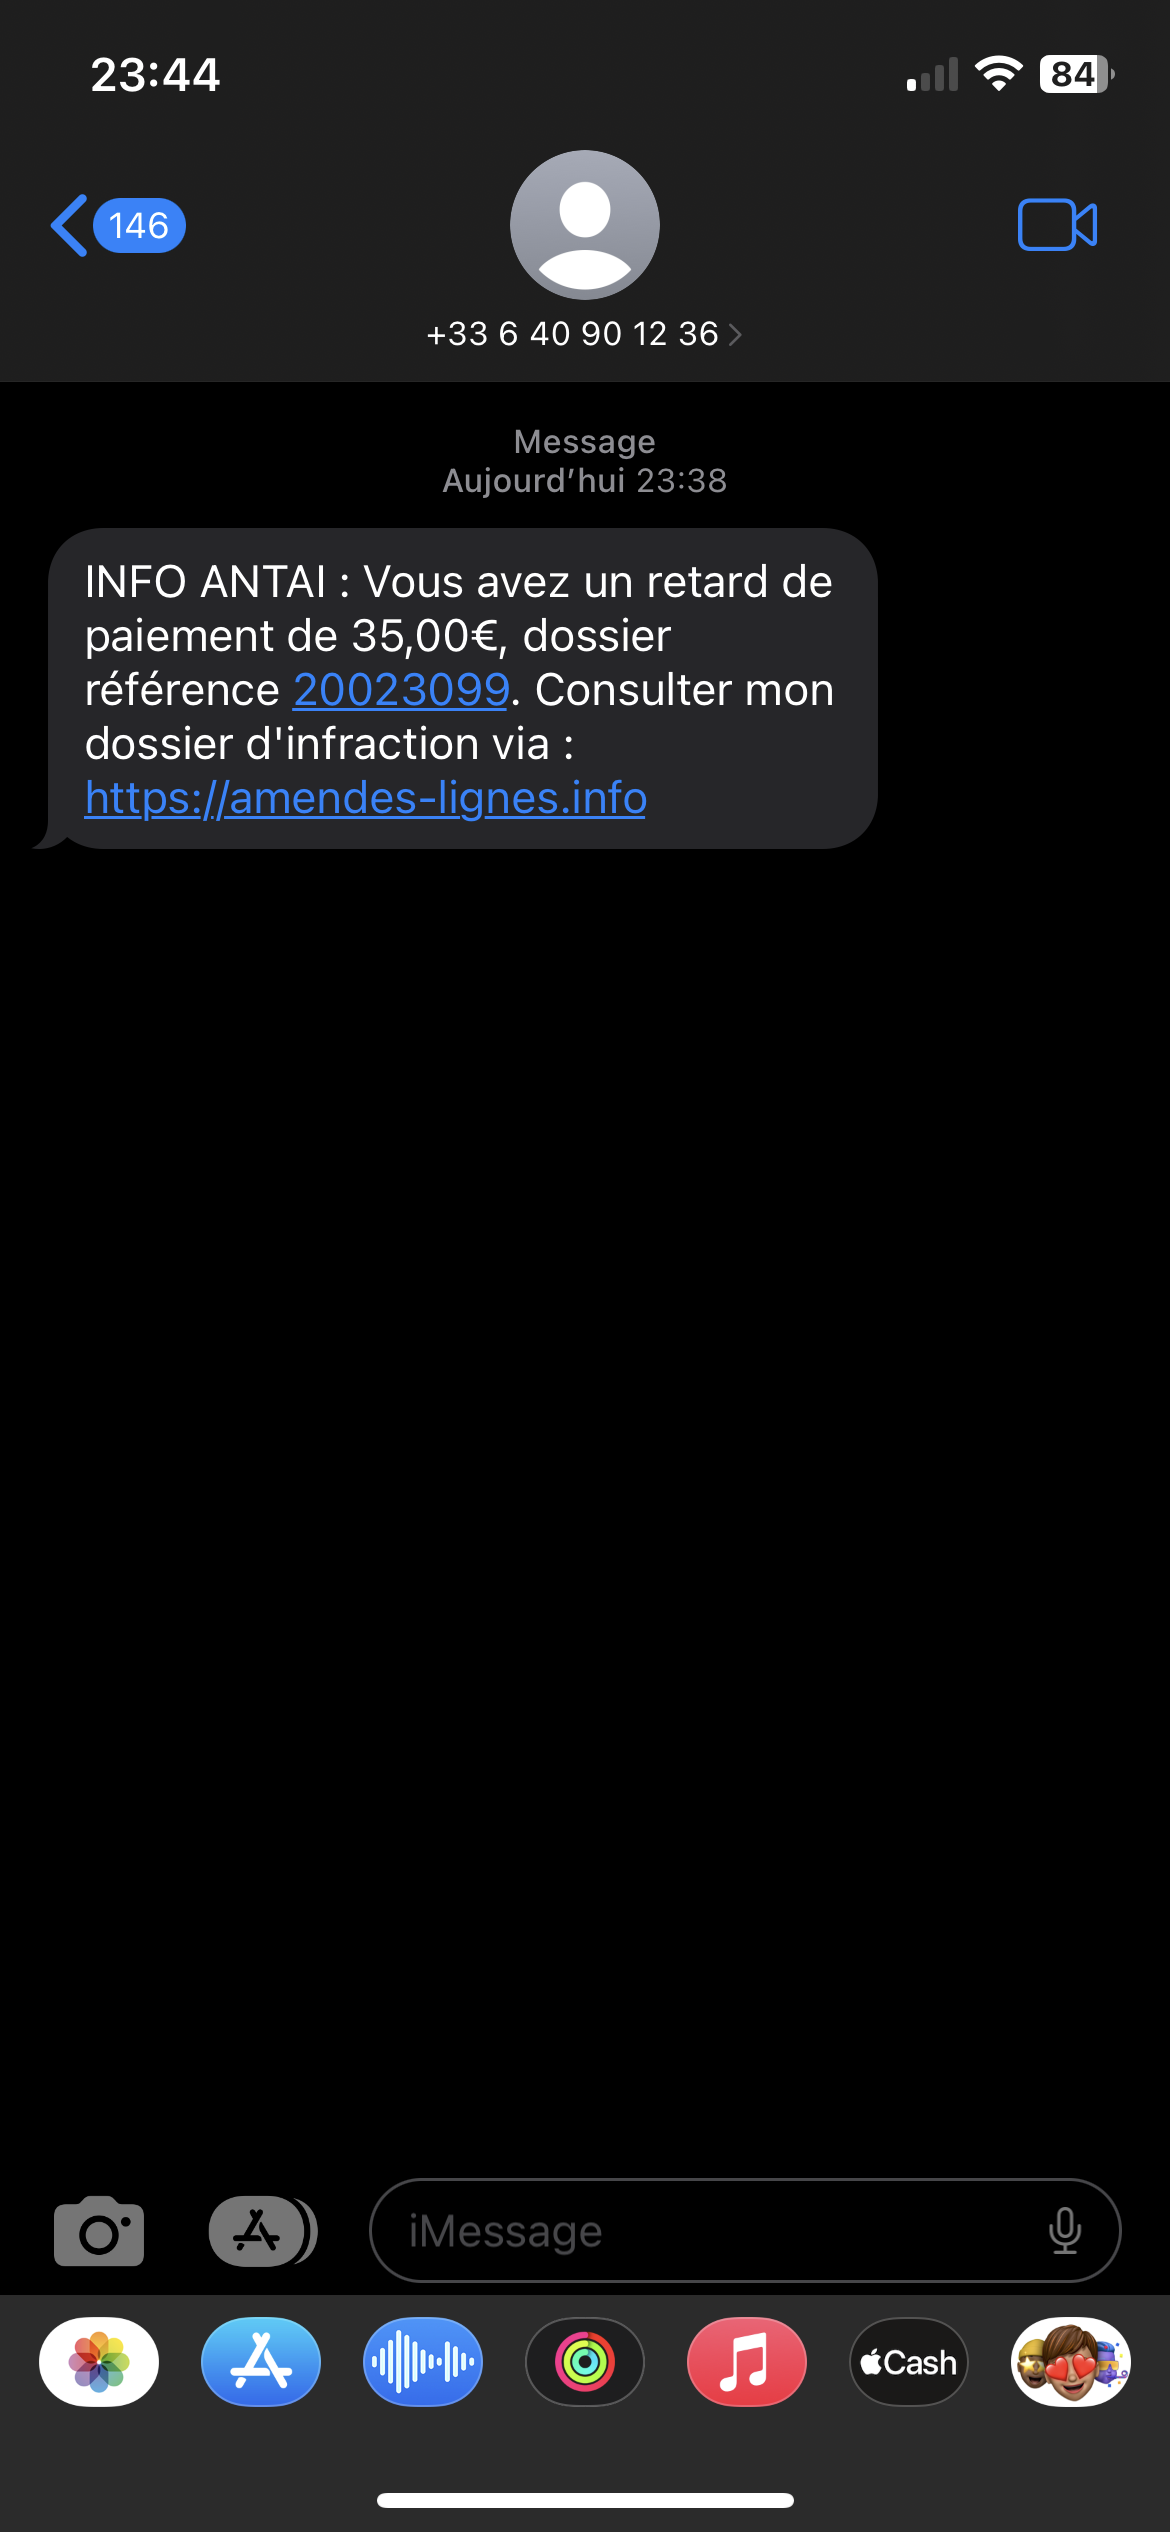 23:44
84
146
+33 6 40 90 12 36
Message
Aujourd’hui 23:38
INFO ANTAI : Vous avez un retard de
paiement de 35,00€, dossier
référence 20023099. Consulter mon
dossier d'infraction via :
https://amendes-lignes.info
iMessage
Cash